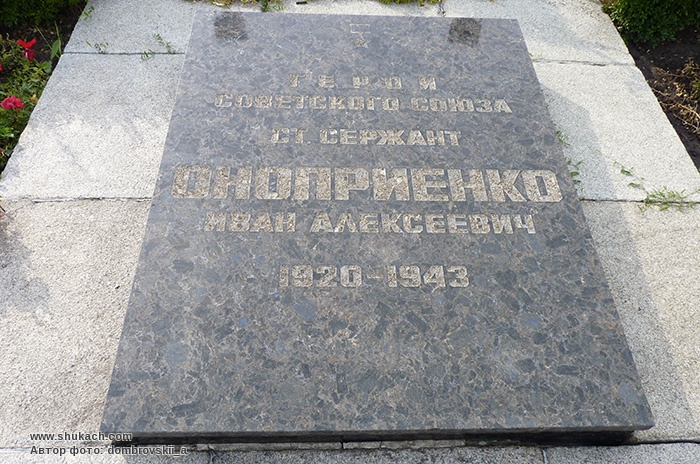 ГЕРОЙ
СОВЕТСКОГО СОЮЗА
СТ. СЕРЖАНТ
ОНОПРИЕНКО
ИВАН АЛЕКСЕЕВИЧ
1920-1943
www.shukach.com
Автор фото: dombrovskii_a